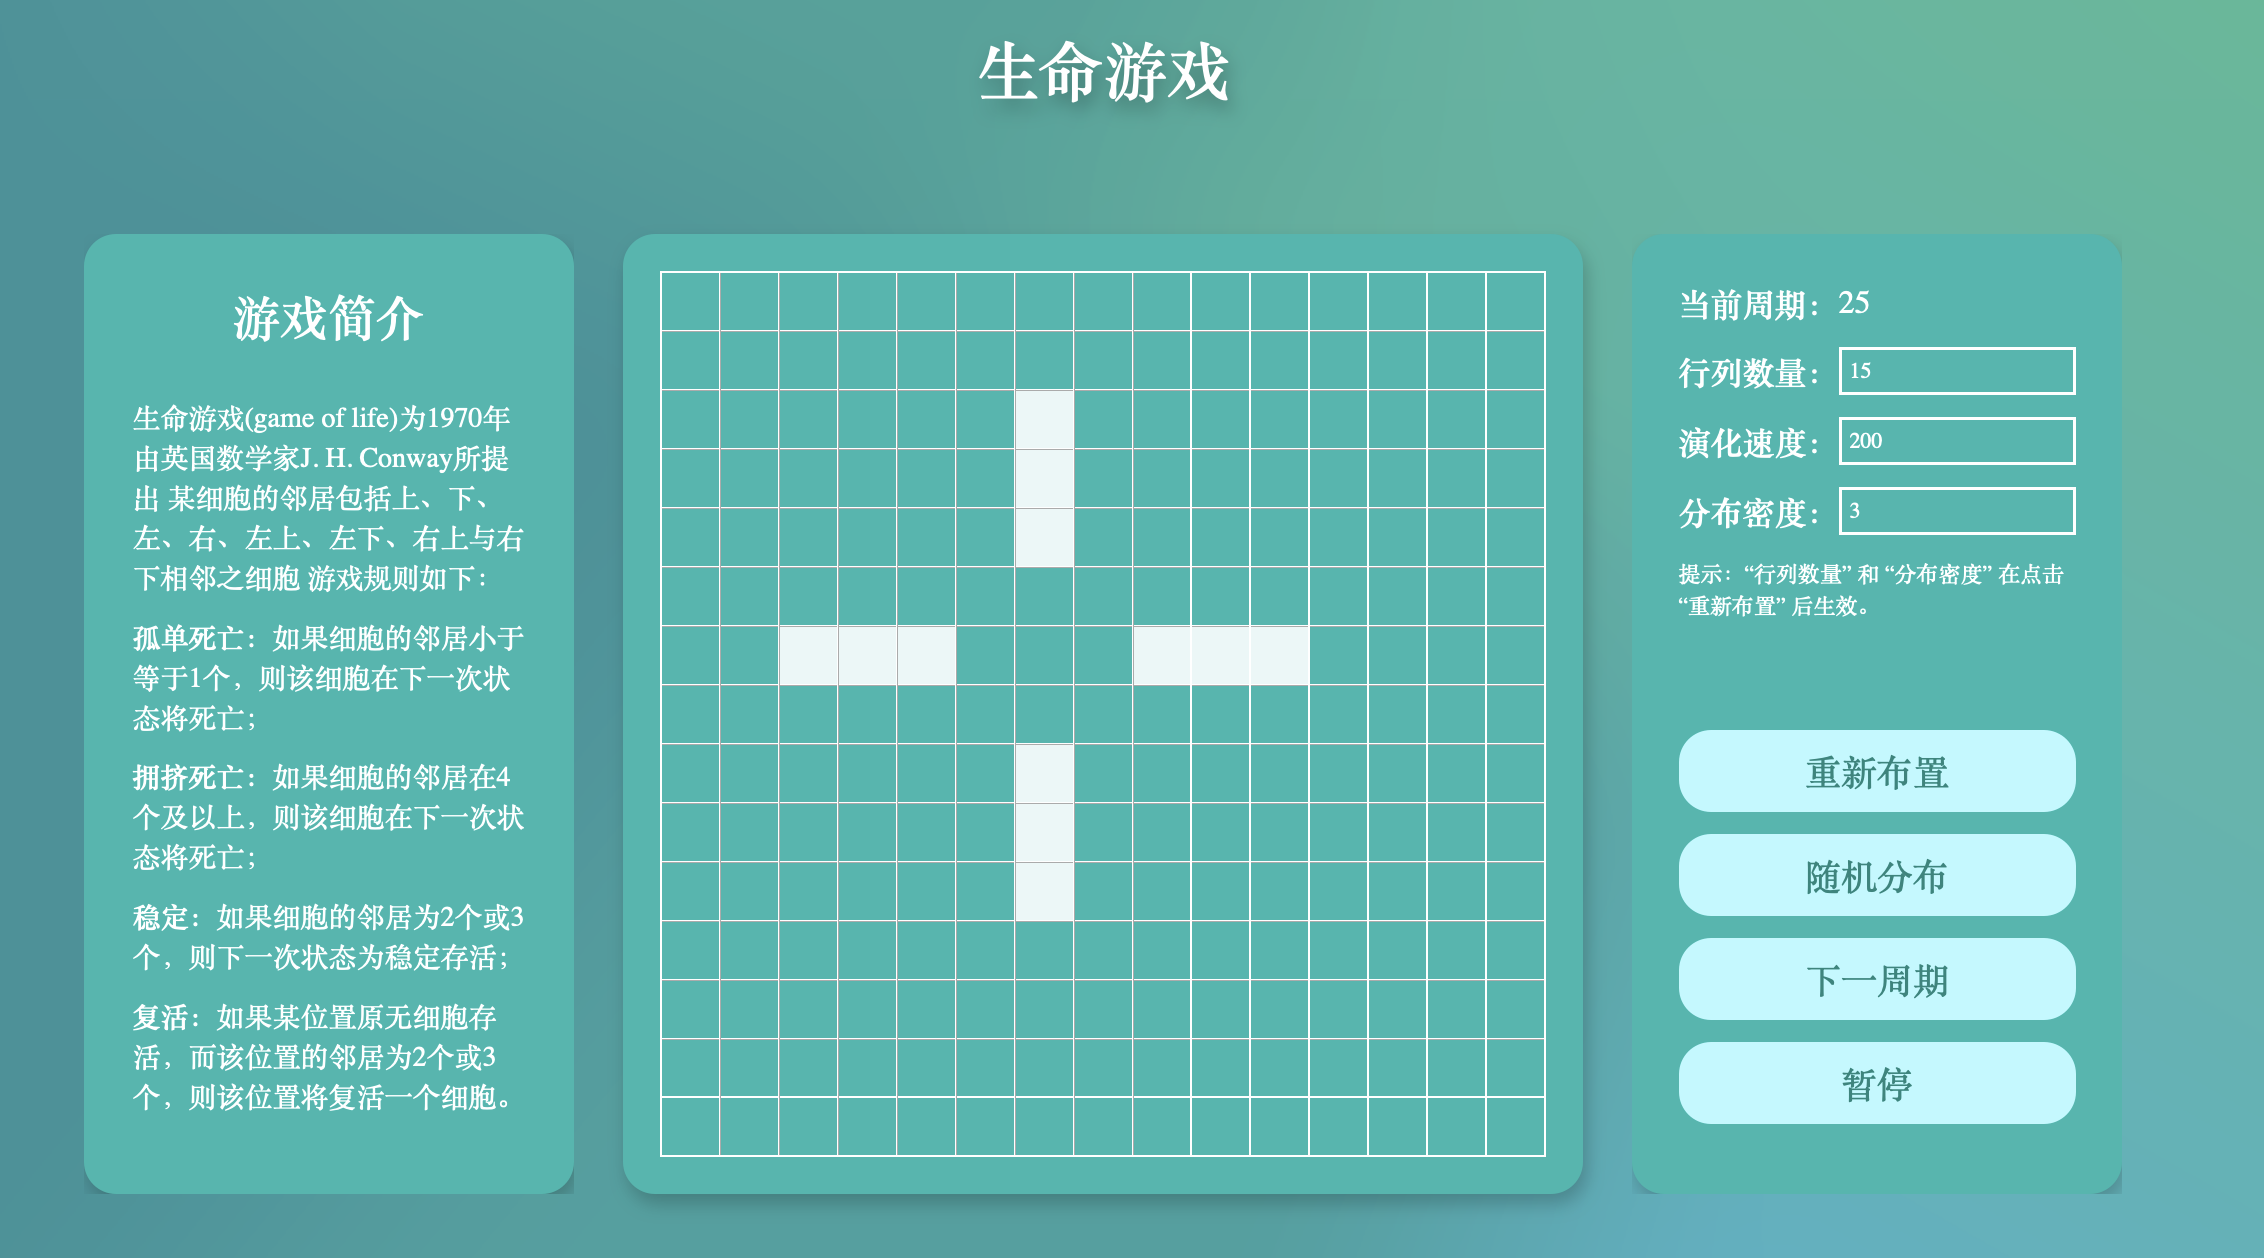 生命游戏
游戏简介
生命游戏(game of life)为1970年
由英国数学家J. H. Conway所提
出 某细胞的邻居包括上、下、
左、右、左上、左下、右上与右
下相邻之细胞 游戏规则如下：
孤单死亡：如果细胞的邻居小于
等于1个，则该细胞在下一次状
态将死亡；
拥挤死亡：如果细胞的邻居在4
个及以上，则该细胞在下一次状
态将死亡；
稳定：如果细胞的邻居为2个或3
个，则下一次状态为稳定存活；
复活：如果某位置原无细胞存
活，而该位置的邻居为2个或3
个，则该位置将复活一个细胞。
当前周期：25
行列数量：15
演化速度：200
分布密度：3
提示：“行列数量” 和 “分布密度” 在点击
“重新布置” 后生效。
重新布置
随机分布
下一周期
暂停